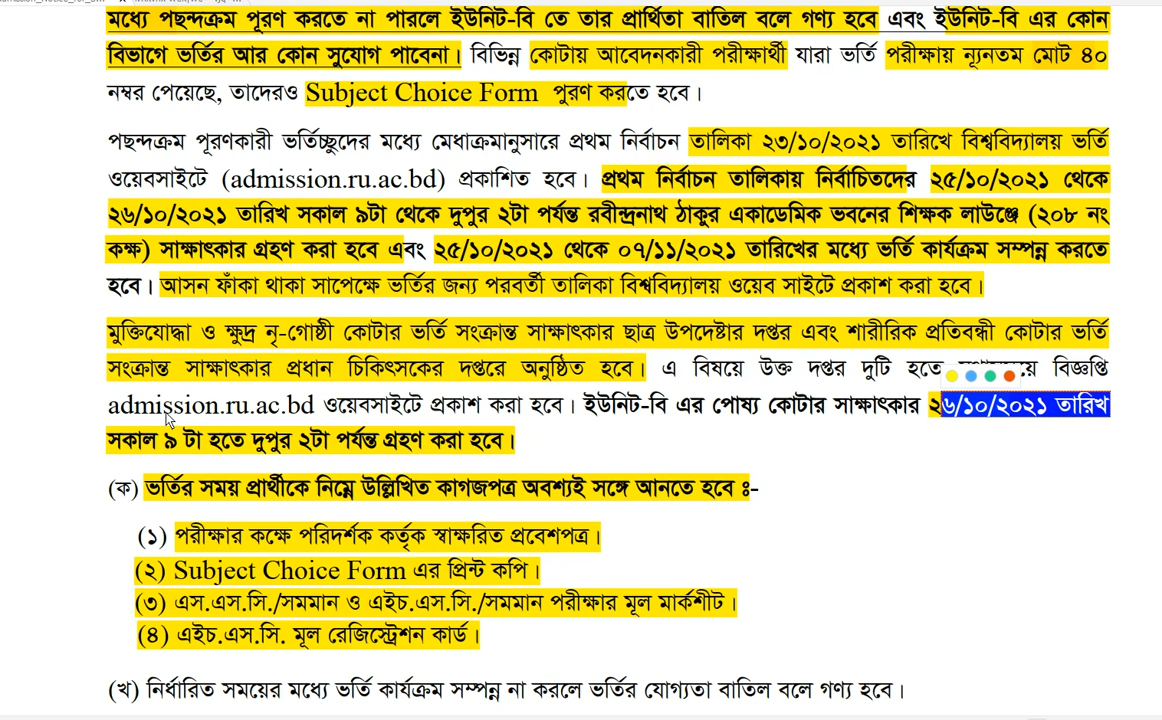 মধ্যে পছন্দক্রম পূরণ করতে না পারলে ইউনিট-বি তে তার প্রার্থিতা বাতিল বলে গণ্য হবে এবং ইউনিট-বি এর কোন
বিভাগে ভর্তির আর কোন সুযোগ পাবেনা। বিভিন্ন কোটায় আবেদনকারী পরীক্ষার্থী যারা ভর্তি পরীক্ষায় ন্যূনতম মোট ৪০
নম্বর পেয়েছে, তাদেরও Subject Choice Form পুরণ করতে হবে।
পছন্দক্রম পূরণকারী ভর্তিচ্ছুদের মধ্যে মেধাক্রমানুসারে প্রথম নির্বাচন তালিকা ২৩/১০/২০২১ তারিখে বিশ্ববিদ্যালয় ভর্তি
ওয়েবসাইটে (admission.ru.ac.bd) প্রকাশিত হবে। প্রথম নির্বাচন তালিকায় নির্বাচিতদের ২৫/১০/২০২১ থেকে
২৬/১০/২০২১ তারিখ সকাল ৯টা থেকে দুপুর ২টা পর্যন্ত রবীন্দ্রনাথ ঠাকুর একাডেমিক ভবনের শিক্ষক লাউঞ্জে (২০৮ নং
কক্ষ) সাক্ষাৎকার গ্রহণ করা হবে এবং ২৫/১০/২০২১ থেকে ০৭/১১/২০২১ তারিখের মধ্যে ভর্তি কার্যক্রম সম্পন্ন করতে
হবে। আসন ফাঁকা থাকা সাপেক্ষে ভর্তির জন্য পরবর্তী তালিকা বিশ্ববিদ্যালয় ওয়েব সাইটে প্রকাশ করা হবে।
মুক্তিযোদ্ধা ও ক্ষুদ্র নৃ-গোষ্ঠী কোটার ভর্তি সংক্রান্ত সাক্ষাৎকার ছাত্র উপদেষ্টার দপ্তর এবং শারীরিক প্রতিবন্ধী কোটার ভর্তি
সংক্রান্ত সাক্ষাৎকার প্রধান চিকিৎসকের দপ্তরে অনুষ্ঠিত হবে। এ বিষয়ে উক্ত দপ্তর দুটি হতে বিজ্ঞপ্তি
admission.ru.ac.bd ওয়েবসাইটে প্রকাশ করা হবে। ইউনিট-বি এর পোষ্য কোটার সাক্ষাৎকার ২৬/১০/২০২১ তারিখ
সকাল ৯ টা হতে দুপুর ২টা পর্যন্ত গ্রহণ করা হবে।
(ক) ভর্তির সময় প্রার্থীকে নিম্নে উল্লিখিত কাগজপত্র অবশ্যই সঙ্গে আনতে হবে ঃ-
(১) পরীক্ষার কক্ষে পরিদর্শক কর্তৃক স্বাক্ষরিত প্রবেশপত্র।
(২) Subject Choice Form এর প্রিন্ট কপি।
(৩) এস.এস.সি./সমমান ও এইচ.এস.সি./সমমান পরীক্ষার মূল মার্কশীট।
(৪) এইচ.এস.সি. মূল রেজিস্ট্রেশন কার্ড।
(খ) নির্ধারিত সময়ের মধ্যে ভর্তি কার্যক্রম সম্পন্ন না করলে ভর্তির যোগ্যতা বাতিল বলে গণ্য হবে।